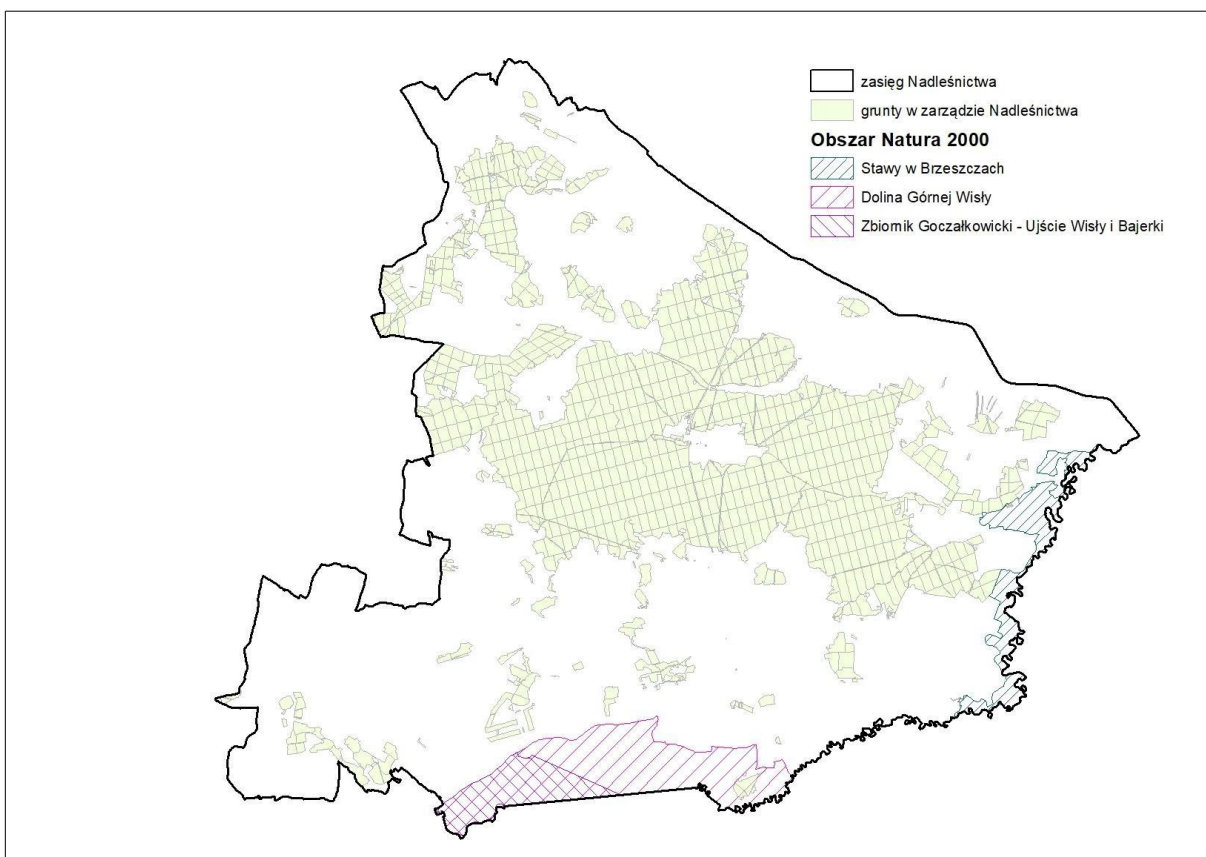 zasięg Nadleśnictwa
grunty w zarządzie Nadleśnictwa
Obszar Natura 2000
Stawy w Brzeszczach
Dolina Górnej Wisły
Zbiornik Goczałkowicki - Ujście Wisły i Bajerki